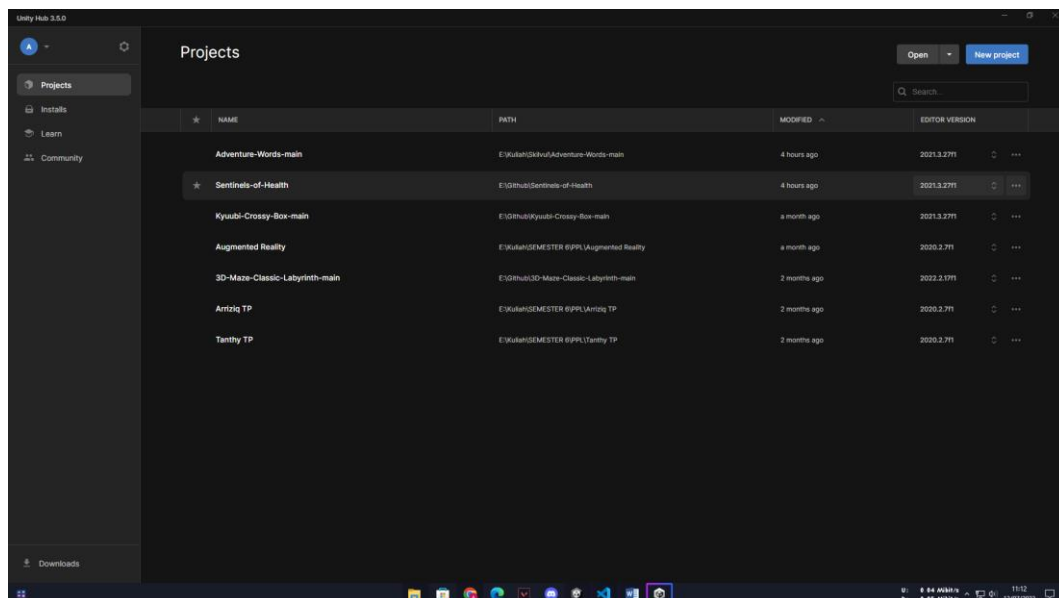 Unity Hub 3.5.0
A
Projects
Open
New project
Projects
Search...
Installs
Learn
Community
NAME PATH MODIFIED EDITOR VERSION
Adventure-Words-main E:\Kuliah\Skilvul\Adventure-Words-main 4 hours ago 2021.3.27f1
Sentinels-of-Health E:\Github\Sentinels-of-Health 4 hours ago 2021.3.27f1
Kyuubi-Crossy-Box-main E:\Github\Kyuubi-Crossy-Box-main a month ago 2021.3.27f1
Augmented Reality E:\Kuliah\SEMESTER 6\PPL\Augmented Reality a month ago 2020.2.7f1
3D-Maze-Classic-Labyrinth-main E:\Github\3D-Maze-Classic-Labyrinth-main 2 months ago 2022.2.17f1
Arriziq TP E:\Kuliah\SEMESTER 6\PPL\Arriziq TP 2 months ago 2020.2.7f1
Tanthy TP E:\Kuliah\SEMESTER 6\PPL\Tanthy TP 2 months ago 2020.2.7f1
Downloads
U: 0.04 Mibit/s
11:12